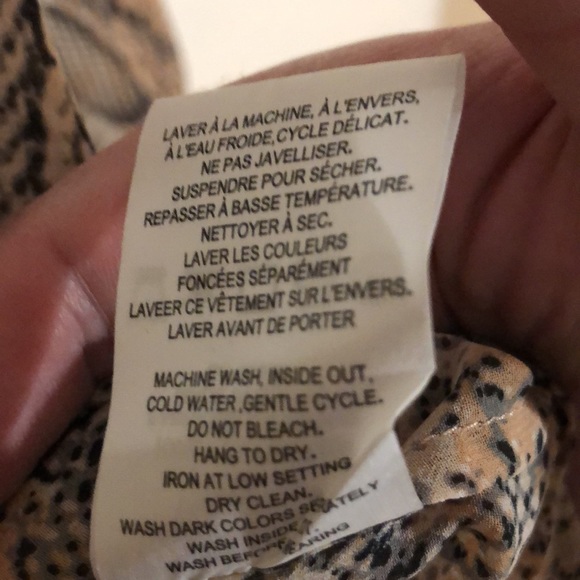 LAVER À LA MACHINE, À L'ENVERS,
À L'EAU FROIDE, CYCLE DÉLICAT.
NE PAS JAVELLISER.
SUSPENDRE POUR SÉCHER.
REPASSER À BASSE TEMPÉRATURE.
NETTOYER À SEC.
LAVER LES COULEURS
FONCÉES SÉPARÉMENT
LAVEER CE VÊTEMENT SUR L'ENVERS.
LAVER AVANT DE PORTER
MACHINE WASH, INSIDE OUT,
COLD WATER ,GENTLE CYCLE.
DO NOT BLEACH.
HANG TO DRY.
IRON AT LOW SETTING
DRY CLEAN.
WASH DARK COLORS
WASH INSIDE
WASH